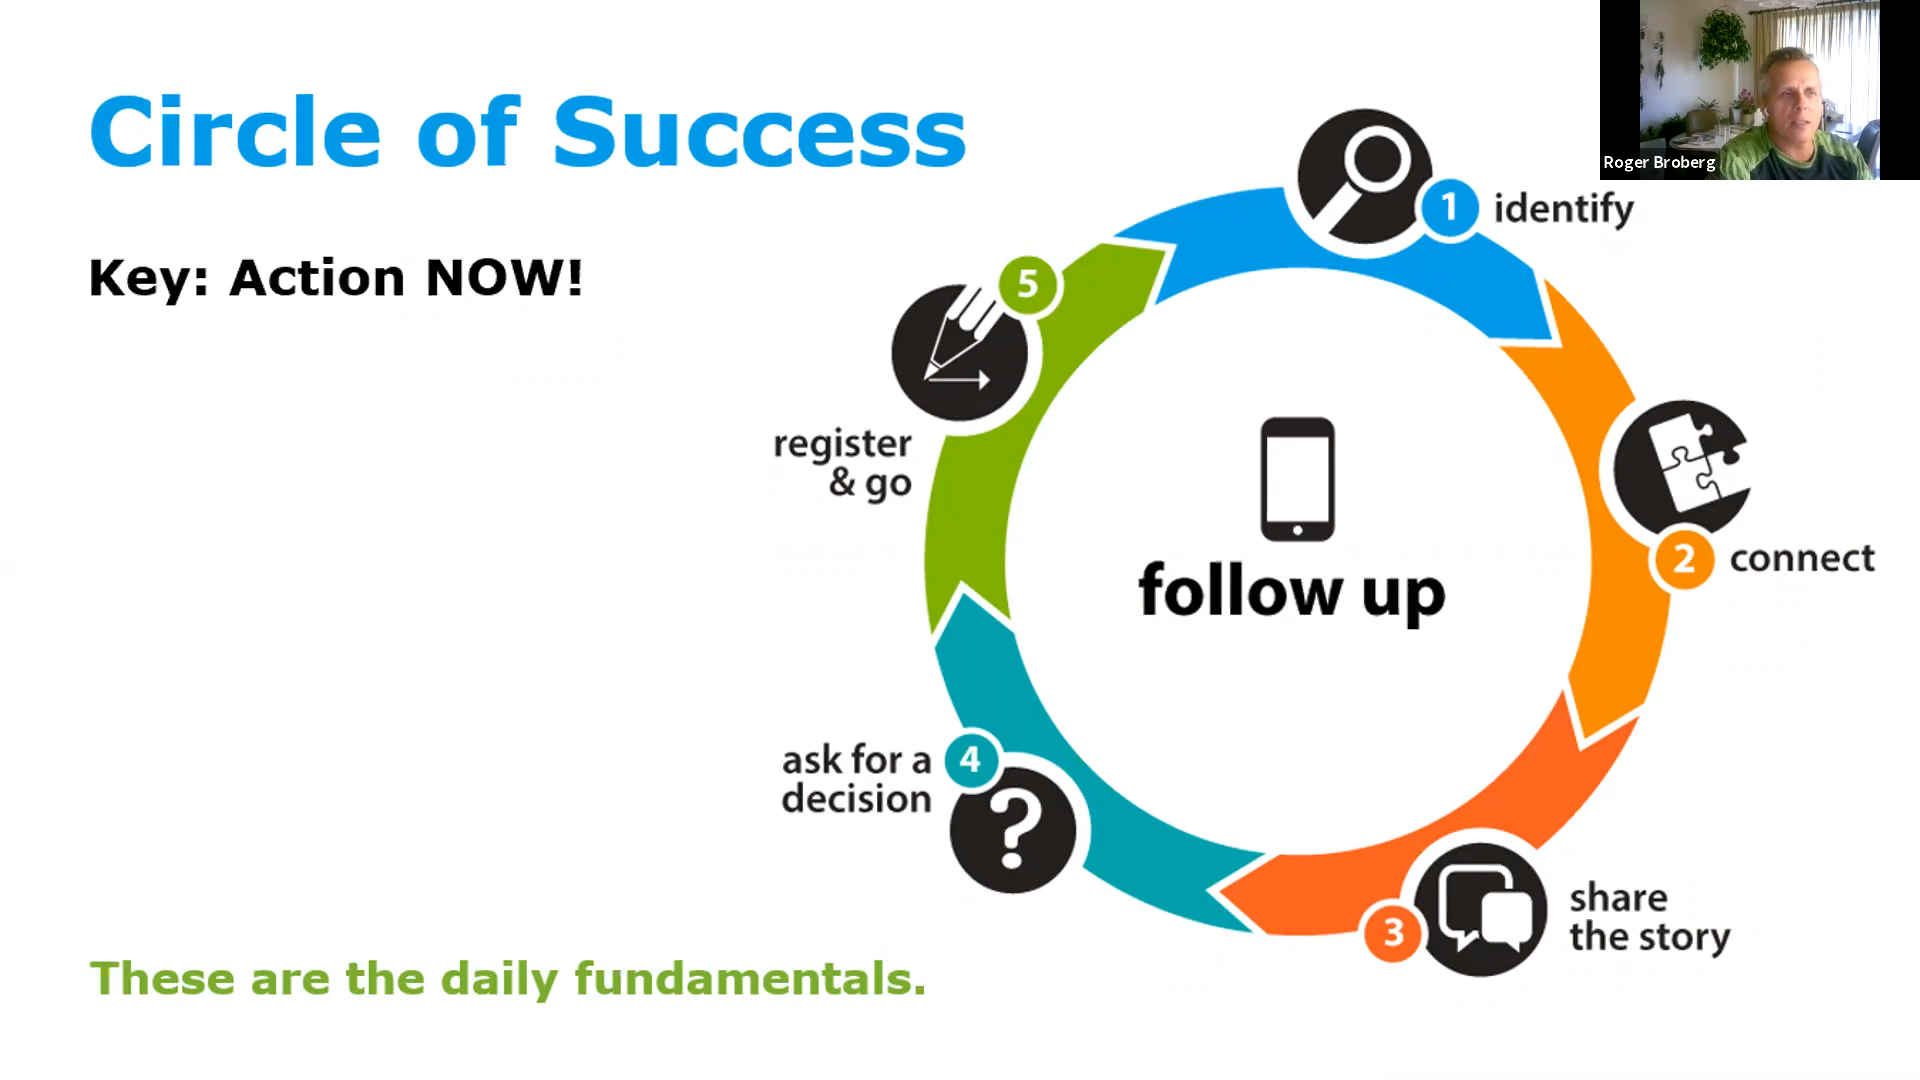 Circle of Success
Key: Action NOW!
Roger Broberg
1 identify
2 connect
3 share
the story
4 ask for a
decision
5
register
& go
follow up
These are the daily fundamentals.